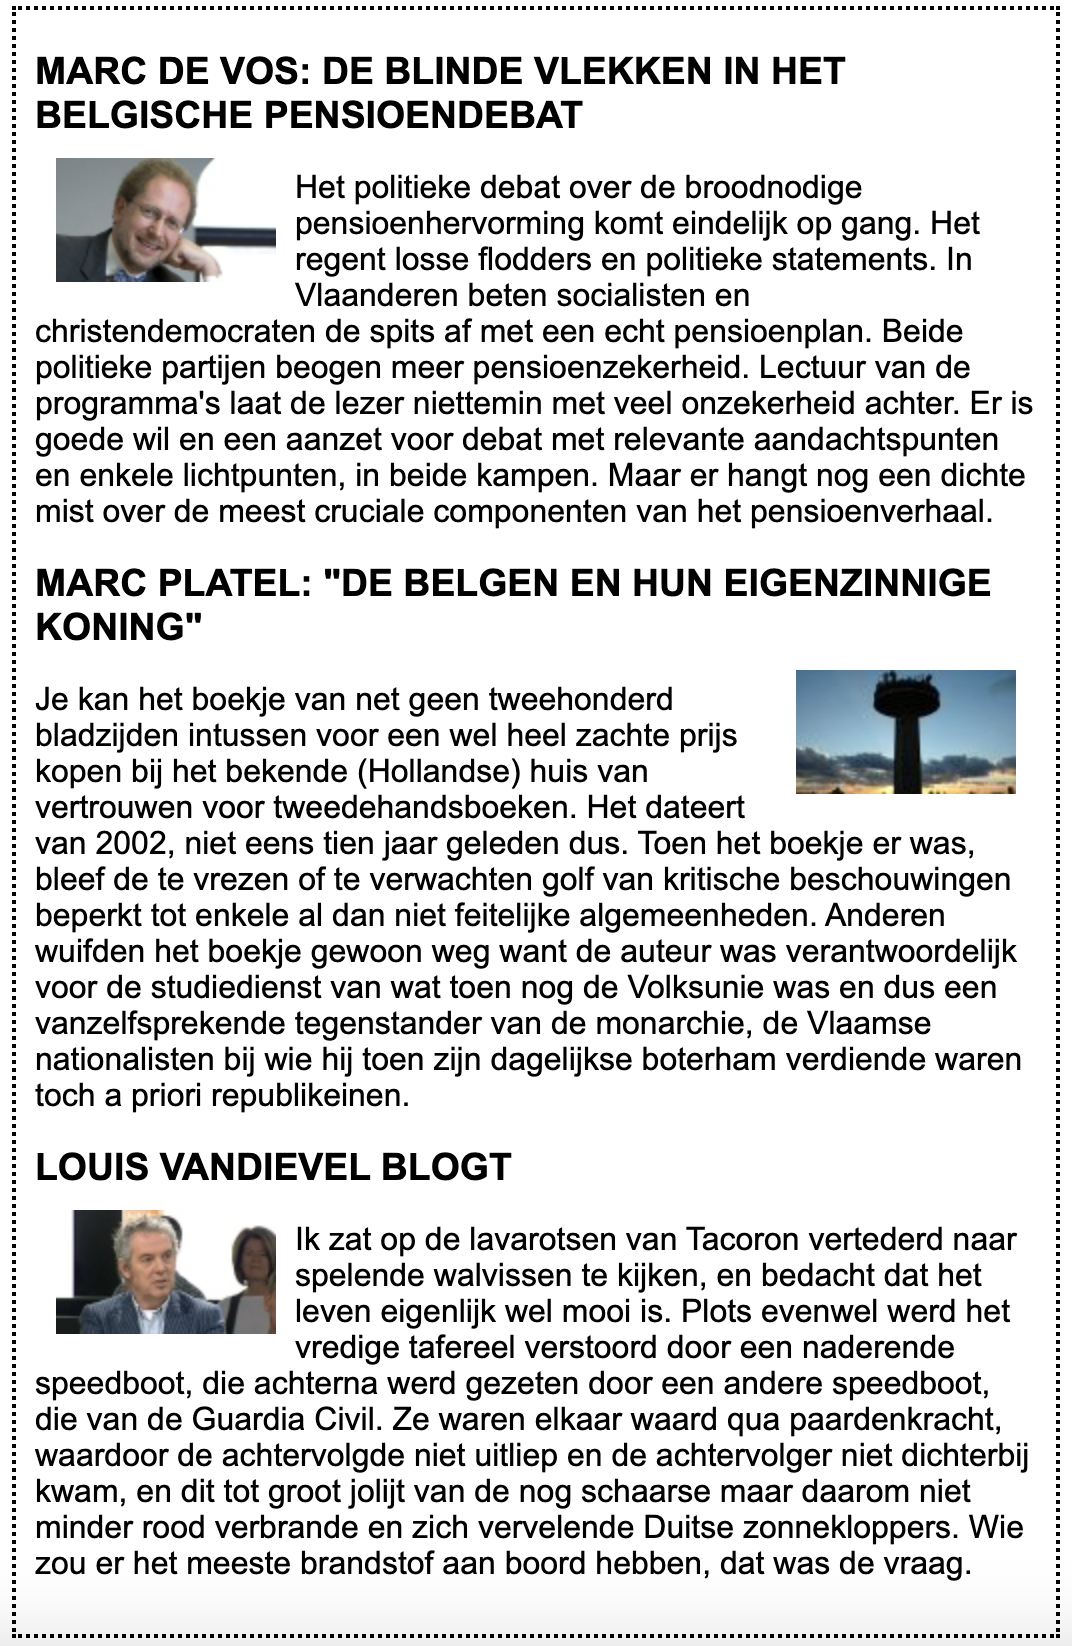 MARC DE VOS: DE BLINDE VLEKKEN IN HET
BELGISCHE PENSIOENDEBAT
Het politieke debat over de broodnodige
pensioenhervorming komt eindelijk op gang. Het
regent losse flodders en politieke statements. In
Vlaanderen beten socialisten en
christendemocraten de spits af met een echt pensioenplan. Beide
politieke partijen beogen meer pensioenzekerheid. Lectuur van de
programma's laat de lezer niettemin met veel onzekerheid achter. Er is
goede wil en een aanzet voor debat met relevante aandachtspunten
en enkele lichtpunten, in beide kampen. Maar er hangt nog een dichte
mist over de meest cruciale componenten van het pensioenverhaal.
MARC PLATEL: "DE BELGEN EN HUN EIGENZINNIGE
KONING"
Je kan het boekje van net geen tweehonderd
bladzijden intussen voor een wel heel zachte prijs
kopen bij het bekende (Hollandse) huis van
vertrouwen voor tweedehandsboeken. Het dateert
van 2002, niet eens tien jaar geleden dus. Toen het boekje er was,
bleef de te vrezen of te verwachten golf van kritische beschouwingen
beperkt tot enkele al dan niet feitelijke algemeenheden. Anderen
wuifden het boekje gewoon weg want de auteur was verantwoordelijk
voor de studiedienst van wat toen nog de Volksunie was en dus een
vanzelfsprekende tegenstander van de monarchie, de Vlaamse
nationalisten bij wie hij toen zijn dagelijkse boterham verdiende waren
toch a priori republikeinen.
LOUIS VANDIEVEL BLOGT
Ik zat op de lavarotsen van Tacoron vertederd naar
spelende walvissen te kijken, en bedacht dat het
leven eigenlijk wel mooi is. Plots evenwel werd het
vredige tafereel verstoord door een naderende
speedboot, die achterna werd gezeten door een andere speedboot,
die van de Guardia Civil. Ze waren elkaar waard qua paardenkracht,
waardoor de achtervolgde niet uitliep en de achtervolger niet dichterbij
kwam, en dit tot groot jolijt van de nog schaarse maar daarom niet
minder rood verbrande en zich vervelende Duitse zonnekloppers. Wie
zou er het meeste brandstof aan boord hebben, dat was de vraag.